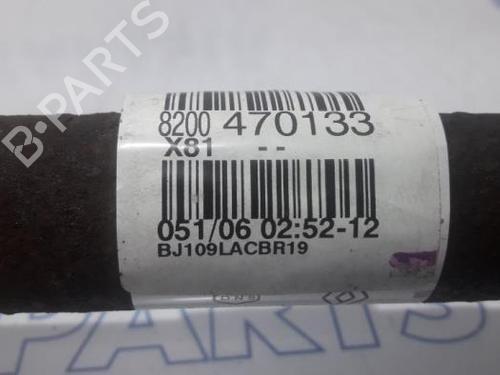 B-PARTS
8200 470133
X81 - -
051/06 02:52-12
BJ109LACBR19
PARTS